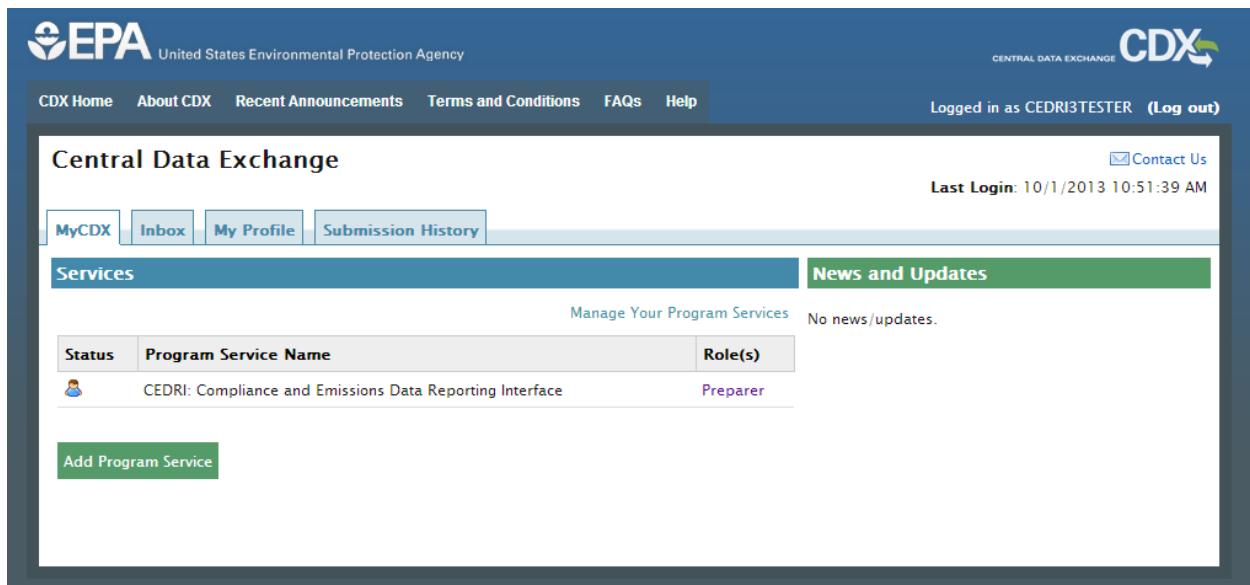 EPA United States Environmental Protection Agency
CENTRAL DATA EXCHANGE CDX
CDX Home About CDX Recent Announcements Terms and Conditions FAQs Help
Logged in as CEDRI3TESTER (Log out)
Central Data Exchange
Contact Us
Last Login: 10/1/2013 10:51:39 AM
MyCDX Inbox My Profile Submission History
Services
Manage Your Program Services
Status Program Service Name Role(s)
CEDRI: Compliance and Emissions Data Reporting Interface Preparer
Add Program Service
News and Updates
No news/updates.